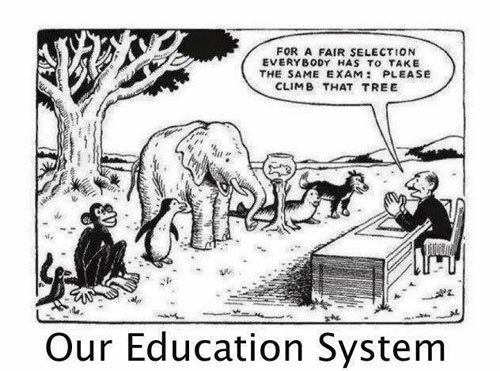 FOR A FAIR SELECTION
EVERYBODY HAS TO TAKE
THE SAME EXAM: PLEASE
CLIMB THAT TREE
Our Education System